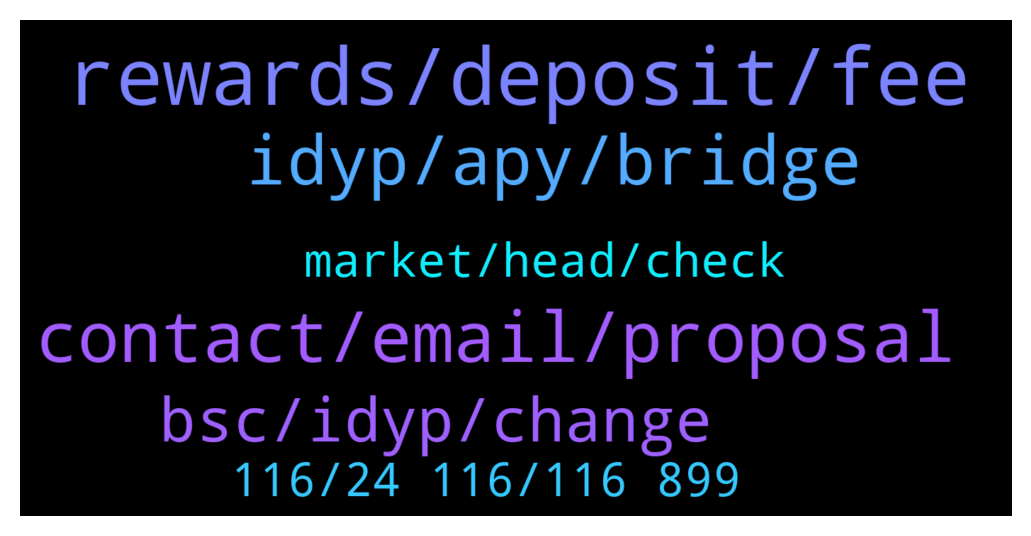 rewards/deposit/fee
idyp/apy/bridge
market/head/check
contact/email/proposal
bsc/idyp/change
116/24 116/116 899